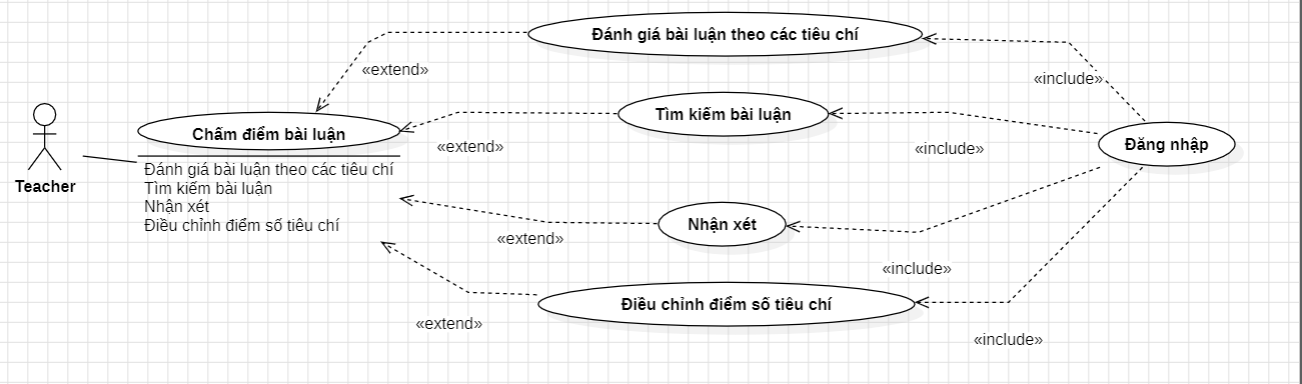 Đánh giá bài luận theo các tiêu chí
«extend»
«include»
Tìm kiếm bài luận
Chấm điểm bài luận
Đăng nhập
«extend»
«include»
Đánh giá bài luận theo các tiêu chí
Tìm kiếm bài luận
Nhận xét
Điều chỉnh điểm số tiêu chí
Teacher
Nhận xét
«extend»
«include»
Điều chỉnh điểm số tiêu chí
«extend»
«include»